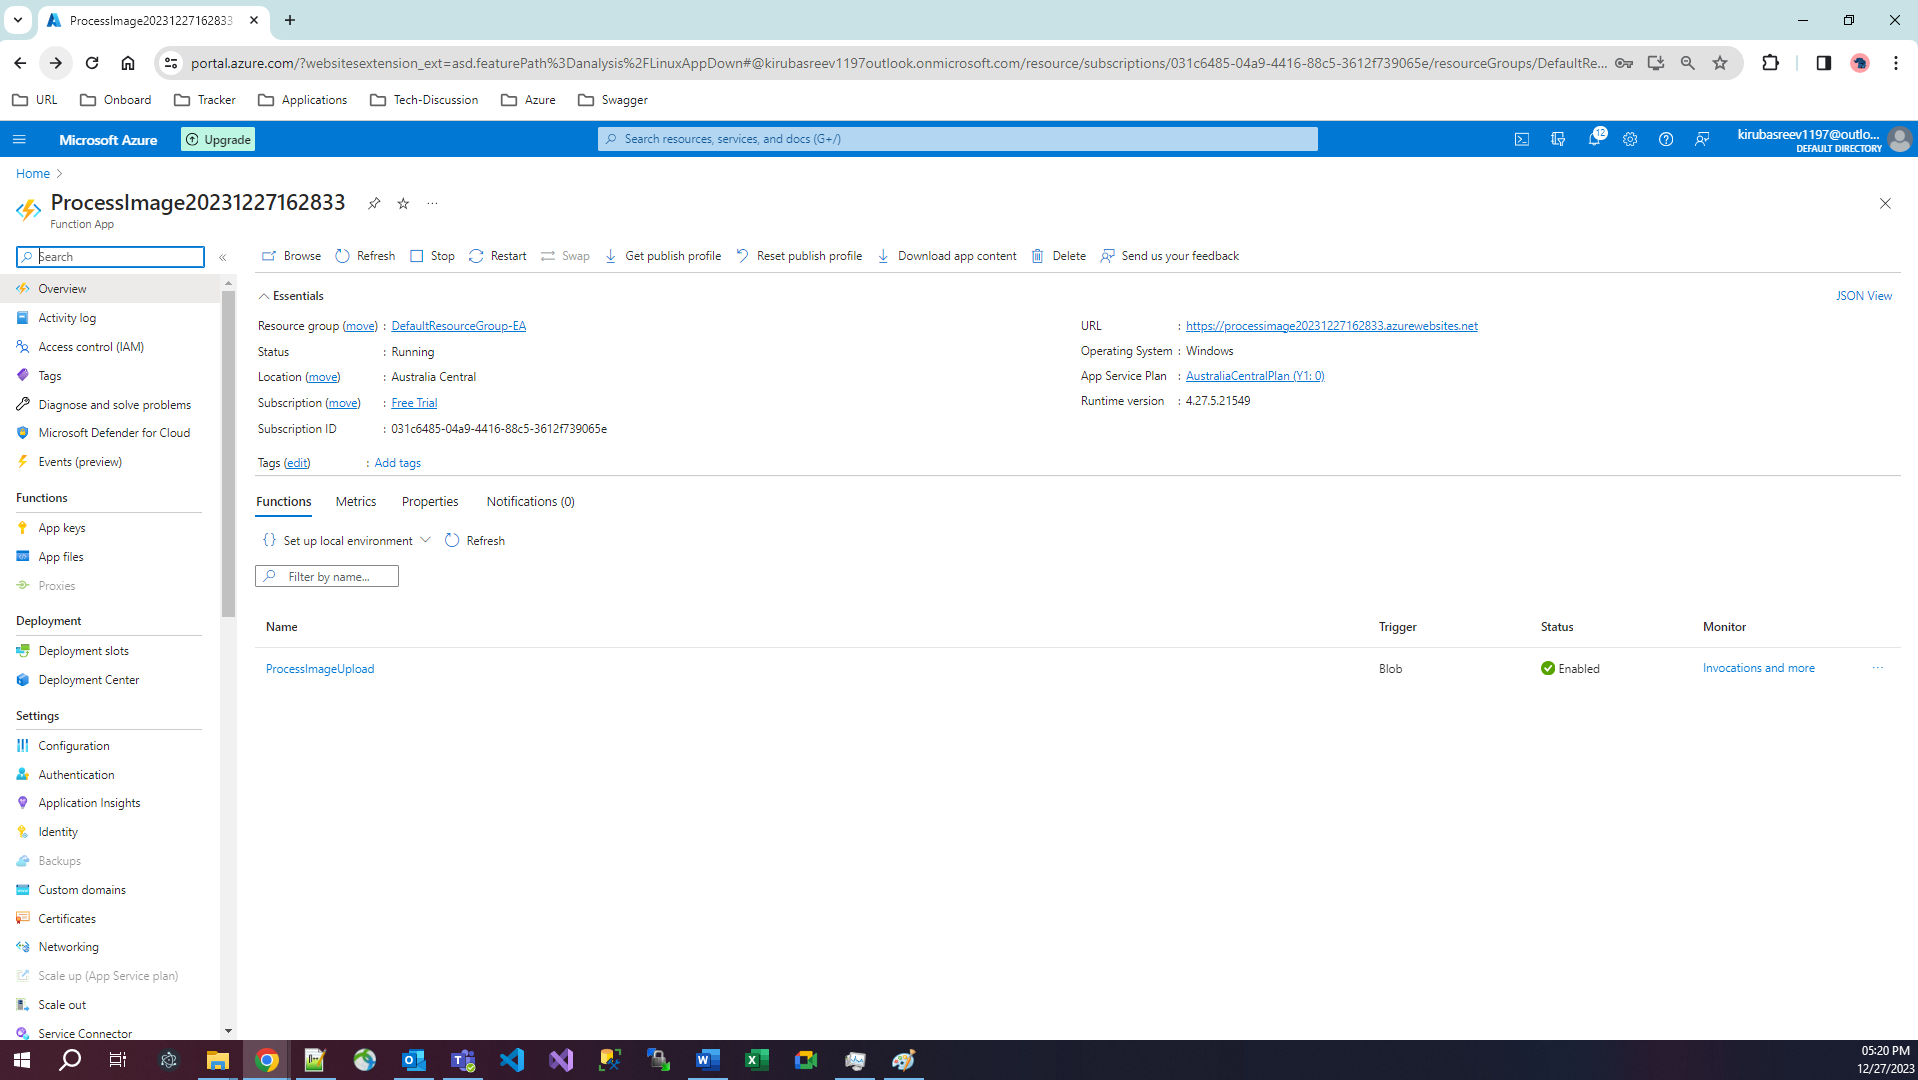 ProcessImage20231227162833
portal.azure.com/?websitesextension_ext=asd.featurePath%3Danalysis%2FLinuxAppDown#@kirubasreev1197outlook.onmicrosoft.com/resource/subscriptions/031c6485-04a9-4416-88c5-3612f739065e/resourceGroups/DefaultRe...
URL Onboard Tracker Applications Tech-Discussion Azure Swagger
Microsoft Azure Upgrade Search resources, services, and docs (G+/) 12 kirubasreev1197@outlo...
DEFAULT DIRECTORY
Home
ProcessImage20231227162833 ...
Function App
Search «
Browse Refresh Stop Restart Swap Get publish profile Reset publish profile Download app content Delete Send us your feedback
Overview
Activity log
Access control (IAM)
Tags
Diagnose and solve problems
Microsoft Defender for Cloud
Events (preview)
Functions
App keys
App files
Proxies
Deployment
Deployment slots
Deployment Center
Settings
Configuration
Authentication
Application Insights
Identity
Backups
Custom domains
Certificates
Networking
Scale up (App Service plan)
Scale out
Service Connector
Essentials JSON View
Resource group (move) : DefaultResourceGroup-EA
Status : Running
Location (move) : Australia Central
Subscription (move) : Free Trial
Subscription ID : 031c6485-04a9-4416-88c5-3612f739065e
URL : https://processimage20231227162833.azurewebsites.net
Operating System : Windows
App Service Plan : AustraliaCentralPlan (Y1: 0)
Runtime version : 4.27.5.21549
Tags (edit) : Add tags
Functions Metrics Properties Notifications (0)
{} Set up local environment Refresh
Filter by name...
Name Trigger Status Monitor
ProcessImageUpload Blob Enabled Invocations and more ...
05:20 PM
12/27/2023